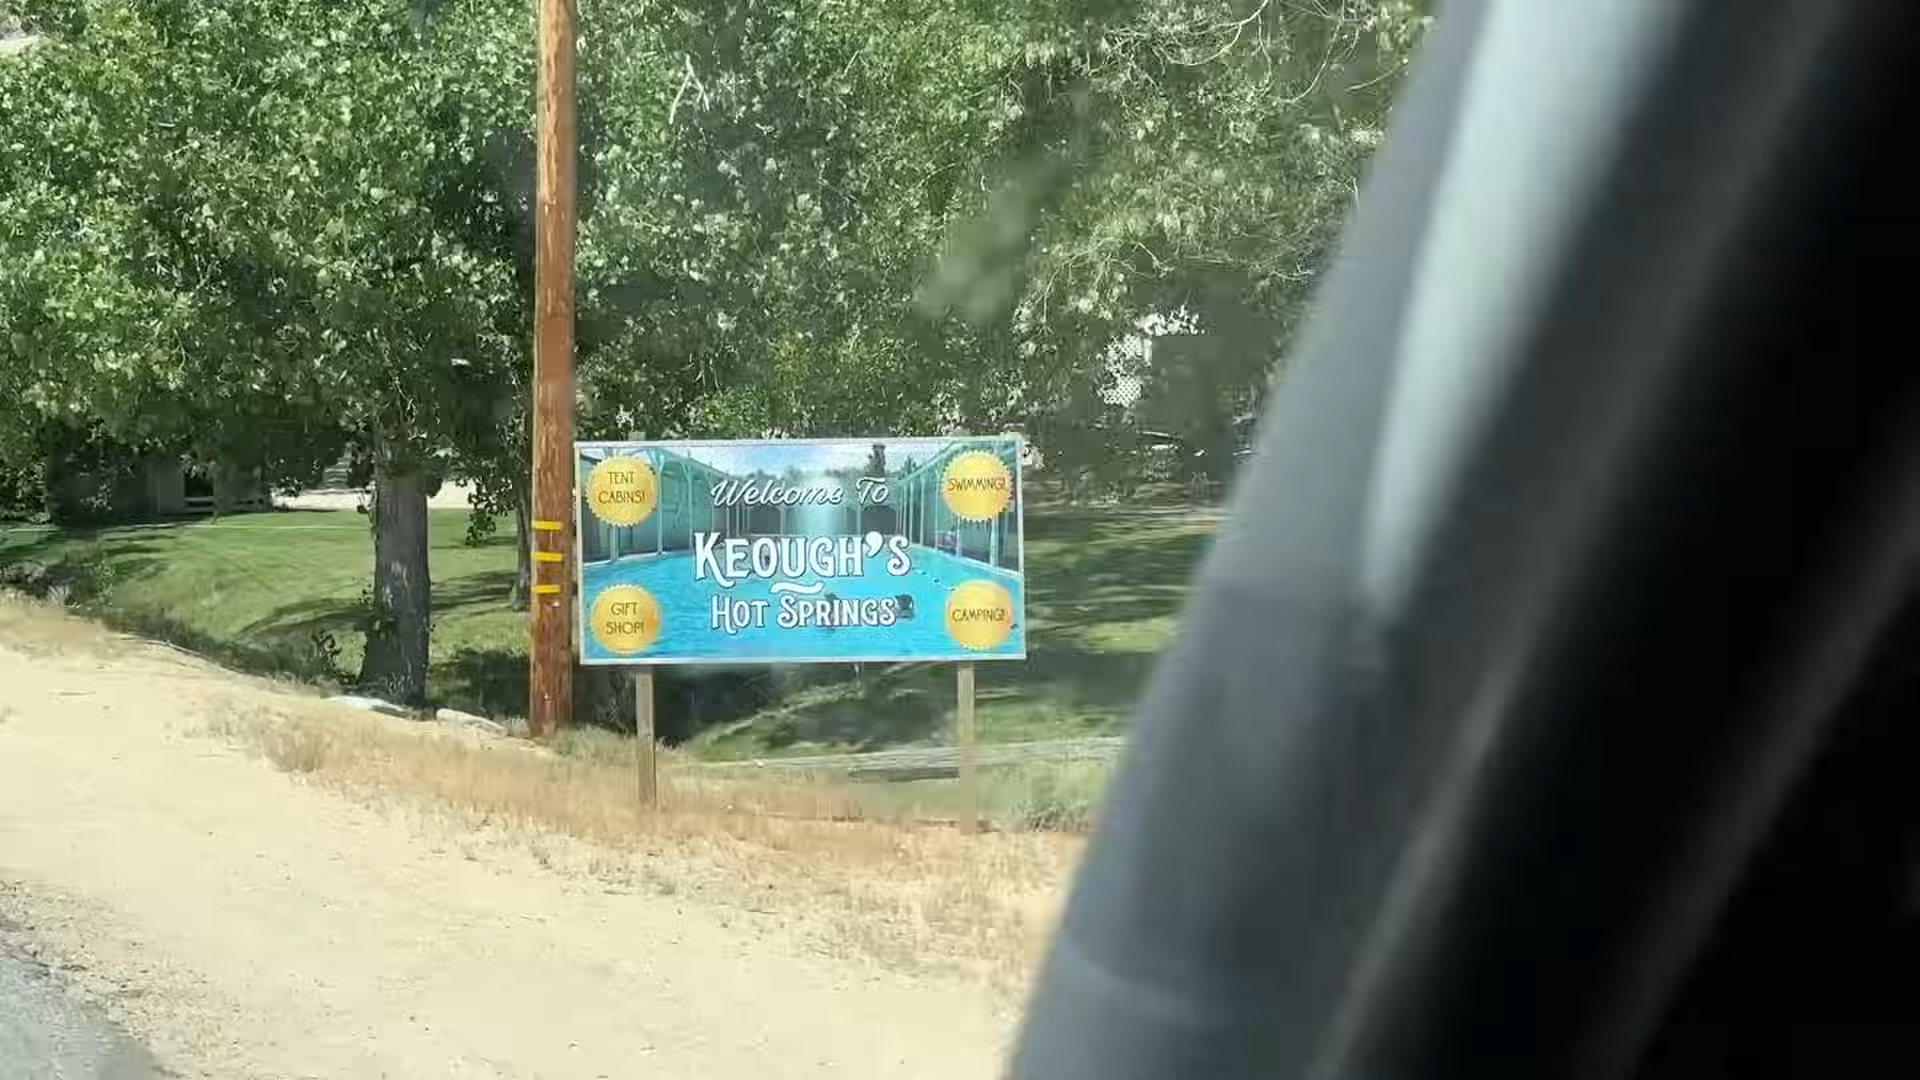 TENT
CABINS!
Welcome To
SWIMMING!
KEOUGH'S
HOT SPRINGS
GIFT
SHOP!
CAMPING!